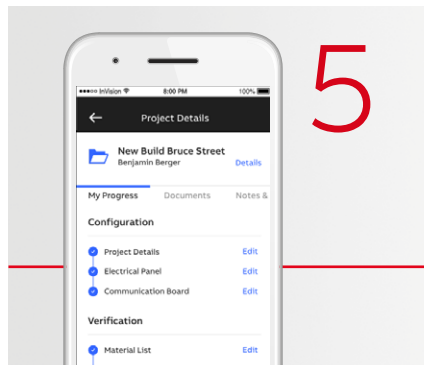 5
●●●○○ InVision 8:00 PM 100%
Project Details
New Build Bruce Street
Benjamin Berger Details
My Progress Documents Notes &
Configuration
Project Details Edit
Electrical Panel Edit
Communication Board Edit
Verification
Material List Edit